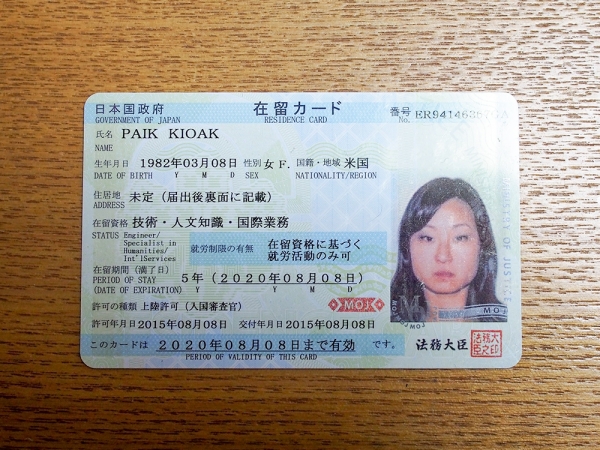 日本国政府 在留カード 番号
GOVERNMENT OF JAPAN RESIDENCE CARD No.
氏名 PAIK KIOAK
NAME
生年月日 1982年03月08日 性別 女 F. 国籍・地域 米国
DATE OF BIRTH Y M D SEX NATIONALITY/REGION
住居地 未定（届出後裏面に記載）
ADDRESS
在留資格 技術・人文知識・国際業務
STATUS Engineer/
Specialist in
Humanities/
Int'lServices
就労制限の有無 在留資格に基づく
就労活動のみ可
在留期間（満了日） 5年（2020年08月08日）
PERIOD OF STAY
(DATE OF EXPIRATION) Y Y M D
MOJ
許可の種類 上陸許可（入国審査官）
許可年月日 2015年08月08日 交付年月日 2015年08月08日
このカードは 2020年08月08日まで有効 です。
PERIOD OF VALIDITY OF THIS CARD
MINISTRY OF JUSTICE
MOJ
法務大臣